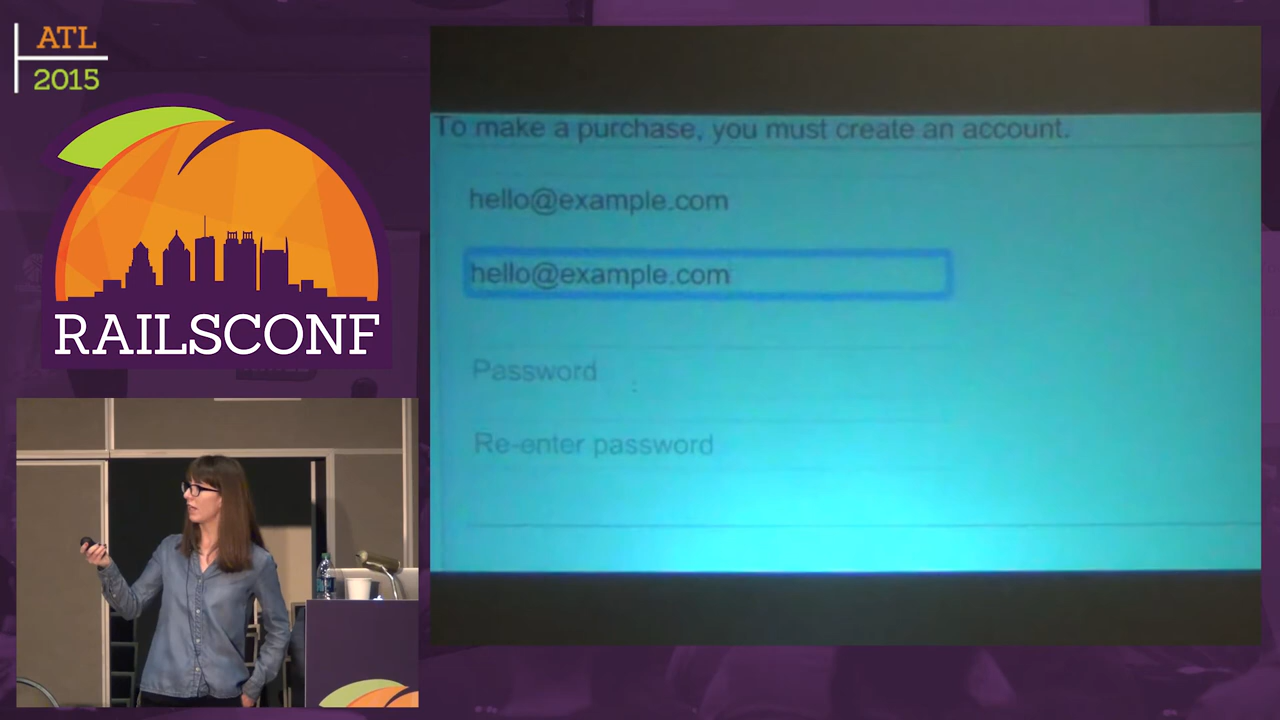 ATL
2015
RAILSCONF
To make a purchase, you must create an account.
hello@example.com
hello@example.com
Password
Re-enter password